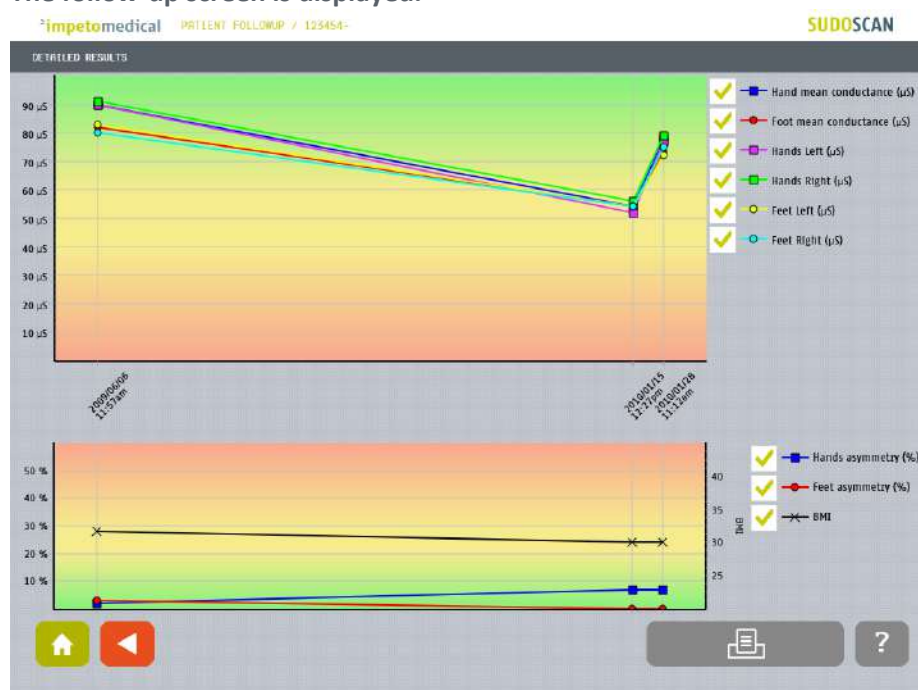 The follow-up screen is displayed.
impetomedical PATIENT FOLLOWUP / 123454- SUDOSCAN
DETAILED RESULTS
90 µS
80 µS
70 µS
60 µS
50 µS
40 µS
30 µS
20 µS
10 µS
Hand mean conductance (µS)
Foot mean conductance (µS)
Hands Left (µS)
Hands Right (µS)
Feet Left (µS)
Feet Right (µS)
2009/06/06
11:57am
2010/01/15
12:27pm
2010/01/28
11:12am
50 %
40 %
30 %
20 %
10 %
40
35
30
25
BMI
Hands asymmetry (%)
Feet asymmetry (%)
BMI
?